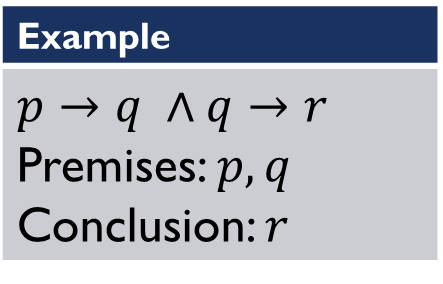 Example
𝑝 → 𝑞 ∧ 𝑞 → 𝑟
Premises: 𝑝, 𝑞
Conclusion: 𝑟